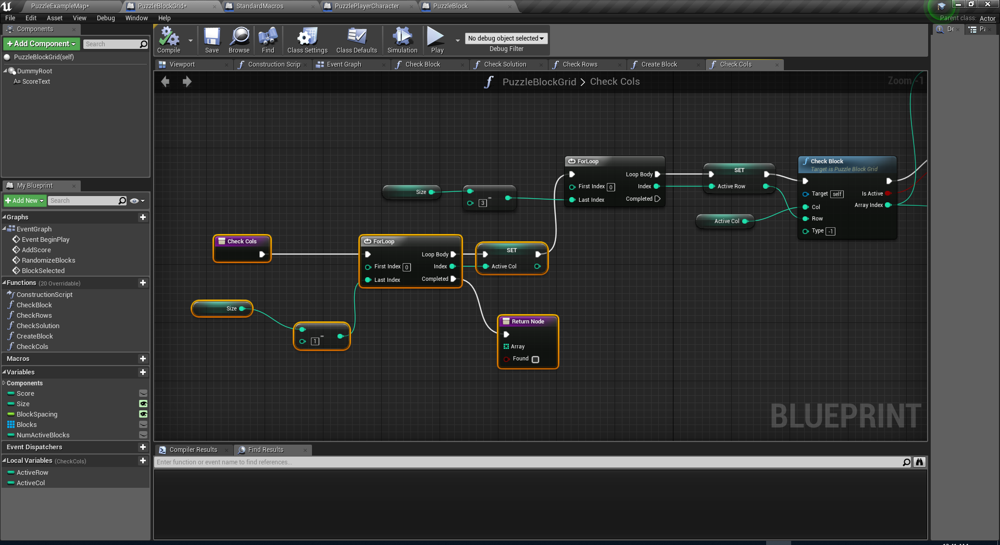 PuzzleExampleMap*
PuzzleBlockGrid*
StandardMacros
PuzzlePlayerCharacter
PuzzleBlock
File Edit Asset View Debug Window Help
Parent class: Actor
Components
+Add Component
Search
PuzzleBlockGrid(self)
DummyRoot
Aa ScoreText
Compile
Save
Browse
Find
Class Settings
Class Defaults
Simulation
Play
No debug object selected
Debug Filter
De
Viewport
Construction Scrip
Event Graph
Check Block
Check Solution
Check Rows
Create Block
Check Cols
PuzzleBlockGrid > Check Cols
Zoom -1
My Blueprint
+Add New
Search
Graphs
EventGraph
Event BeginPlay
AddScore
RandomizeBlocks
BlockSelected
Functions (20 Overridable)
ConstructionScript
CheckBlock
CheckRows
CheckSolution
CreateBlock
CheckCols
Macros
Variables
Components
Score
Size
BlockSpacing
Blocks
NumActiveBlocks
Event Dispatchers
Local Variables (CheckCols)
ActiveRow
ActiveCol
Size
3
-
ForLoop
Loop Body
First Index 0
Index
Last Index
Completed
SET
Active Row
Active Col
Check Block
Target is Puzzle Block Grid
Target self
Is Active
Col
Array Index
Row
Type -1
Check Cols
ForLoop
Loop Body
First Index 0
Index
Last Index
Completed
SET
Active Col
Size
1
-
Return Node
Array
Found
BLUEPRINT
Compiler Results
Find Results
Enter function or event name to find references...